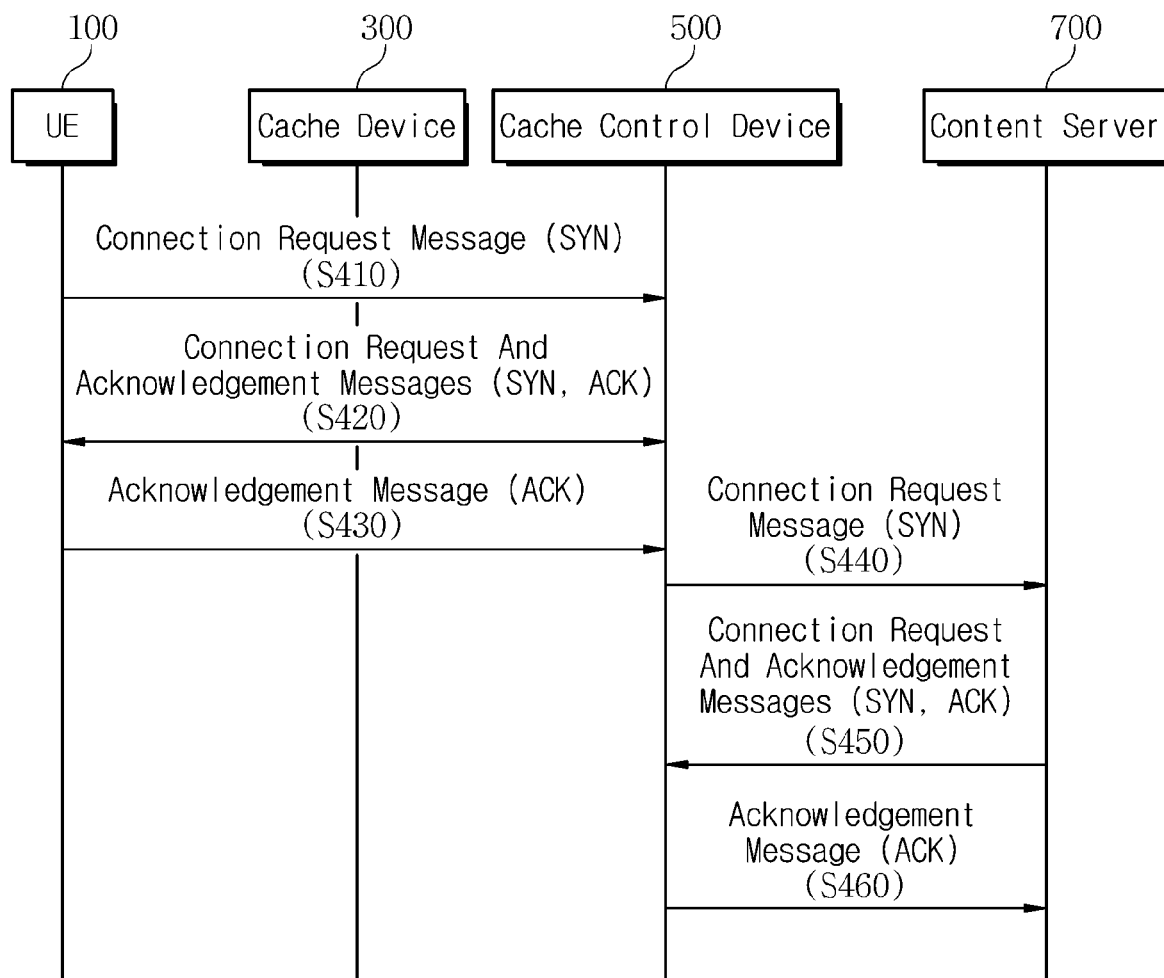 100
300
500
700
UE
Cache Device
Cache Control Device
Content Server
Connection Request Message (SYN)
(S410)
Connection Request And
Acknowledgement Messages (SYN, ACK)
(S420)
Acknowledgement Message (ACK)
(S430)
Connection Request
Message (SYN)
(S440)
Connection Request
And Acknowledgement
Messages (SYN, ACK)
(S450)
Acknowledgement
Message (ACK)
(S460)